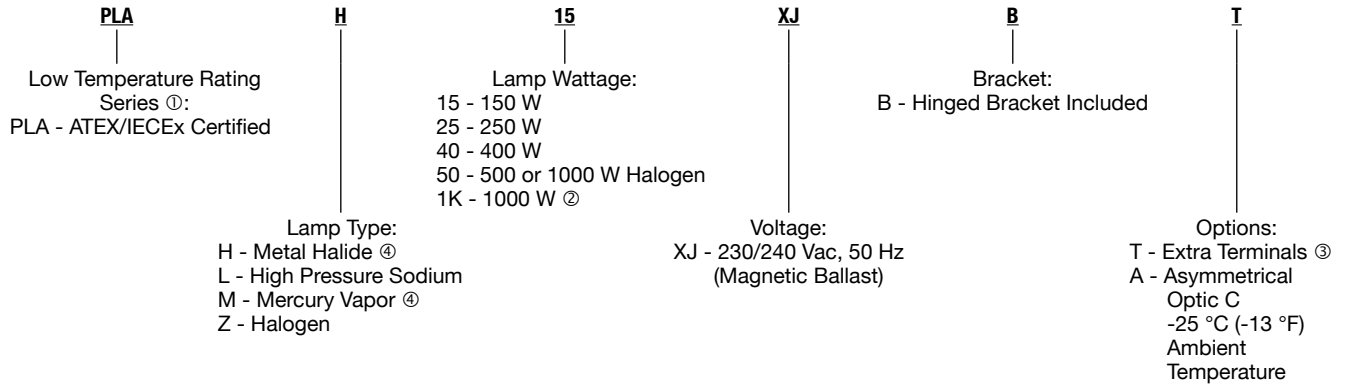 PLA H 15 XJ B T
Low Temperature Rating
Series ①:
PLA - ATEX/IECEx Certified
Lamp Type:
H - Metal Halide ④
L - High Pressure Sodium
M - Mercury Vapor ④
Z - Halogen
Lamp Wattage:
15 - 150 W
25 - 250 W
40 - 400 W
50 - 500 or 1000 W Halogen
1K - 1000 W ②
Voltage:
XJ - 230/240 Vac, 50 Hz
(Magnetic Ballast)
Bracket:
B - Hinged Bracket Included
Options:
T - Extra Terminals ③
A - Asymmetrical
Optic C
-25 °C (-13 °F)
Ambient
Temperature